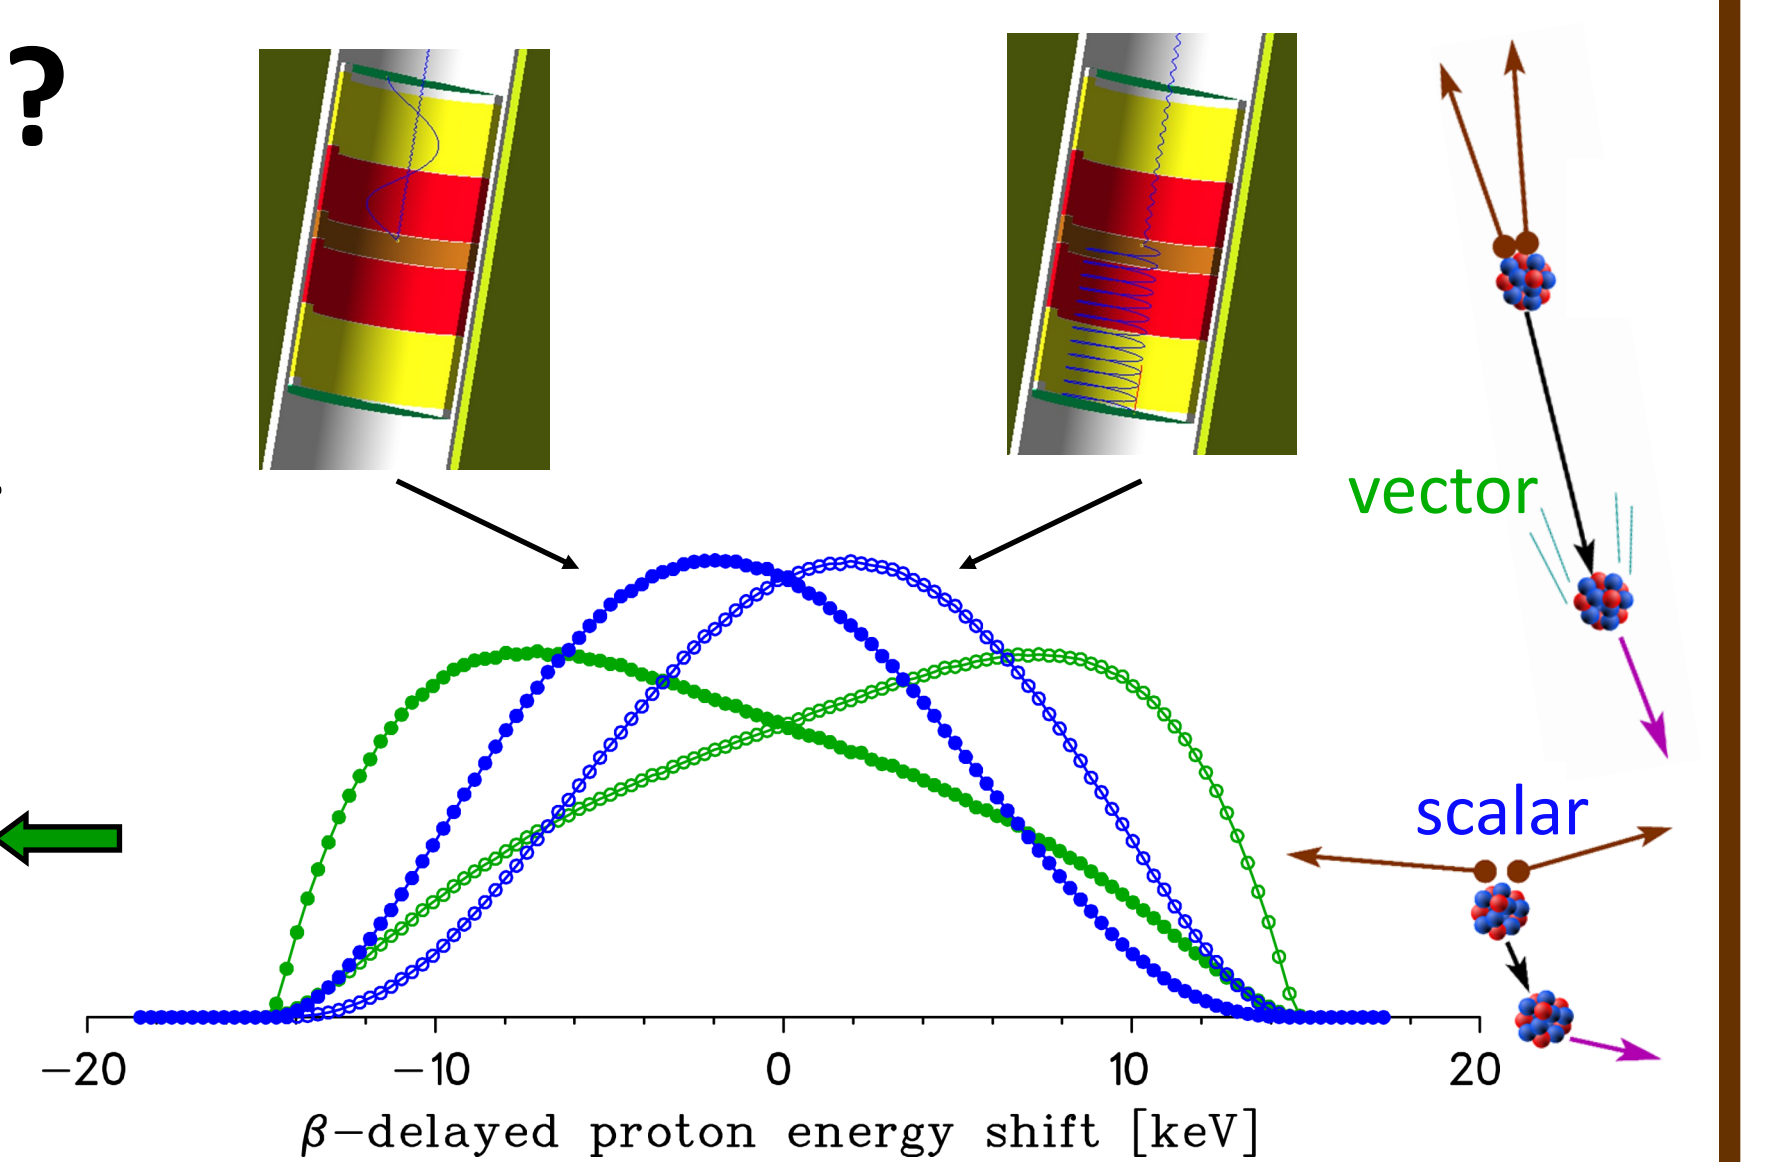 ?
vector
scalar
−20 −10 0 10 20
β−delayed proton energy shift [keV]